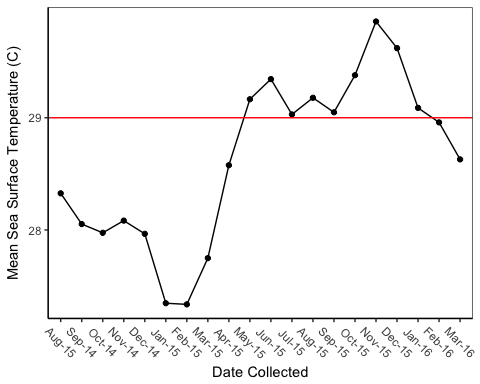 Mean Sea Surface Temperature (C)
29
28
Aug-15
Sep-14
Oct-14
Nov-14
Dec-14
Jan-15
Feb-15
Mar-15
Apr-15
May-15
Jun-15
Jul-15
Aug-15
Sep-15
Oct-15
Nov-15
Dec-15
Jan-16
Feb-16
Mar-16
Date Collected